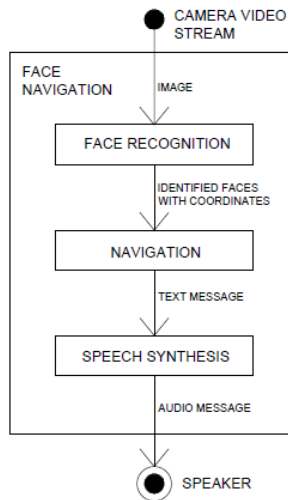 CAMERA VIDEO
STREAM
FACE
NAVIGATION
IMAGE
FACE RECOGNITION
IDENTIFIED FACES
WITH COORDINATES
NAVIGATION
TEXT MESSAGE
SPEECH SYNTHESIS
AUDIO MESSAGE
SPEAKER